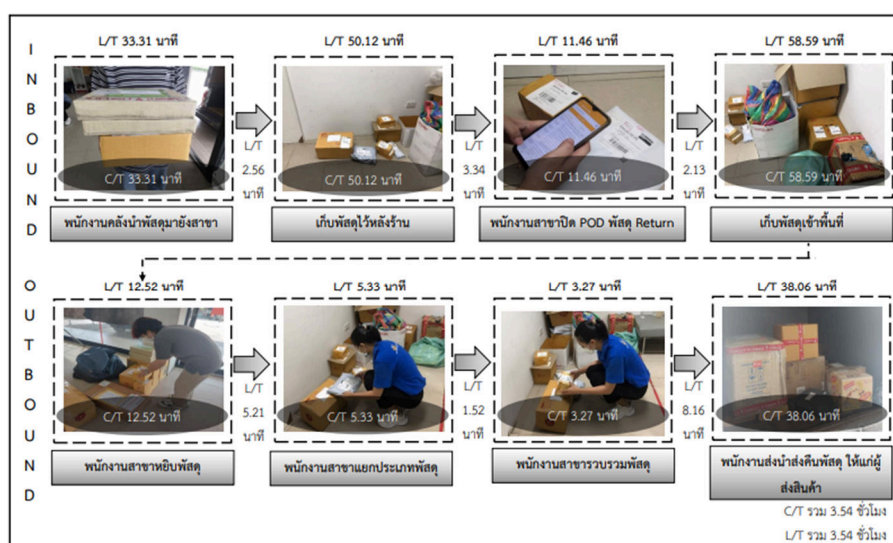 INBOUND
L/T 33.31 นาที
L/T 50.12 นาที
L/T 11.46 นาที
L/T 58.59 นาที
C/T 33.31 นาที
L/T
2.56
นาที
C/T 50.12 นาที
L/T
3.34
นาที
C/T 11.46 นาที
L/T
2.13
นาที
C/T 58.59 นาที
พนักงานคลังนำพัสดุมายังสาขา
เก็บพัสดุไว้หลังร้าน
พนักงานสาขาปิด POD พัสดุ Return
เก็บพัสดุเข้าพื้นที่
OUTBOUND
L/T 12.52 นาที
L/T 5.33 นาที
L/T 3.27 นาที
L/T 38.06 นาที
C/T 12.52 นาที
L/T
5.21
นาที
C/T 5.33 นาที
L/T
1.52
นาที
C/T 3.27 นาที
L/T
8.16
นาที
C/T 38.06 นาที
พนักงานสาขาหยิบพัสดุ
พนักงานสาขาแยกประเภทพัสดุ
พนักงานสาขารวบรวมพัสดุ
พนักงานส่งนำส่งคืนพัสดุ ให้แก่ผู้
ส่งสินค้า
C/T รวม 3.54 ชั่วโมง
L/T รวม 3.54 ชั่วโมง